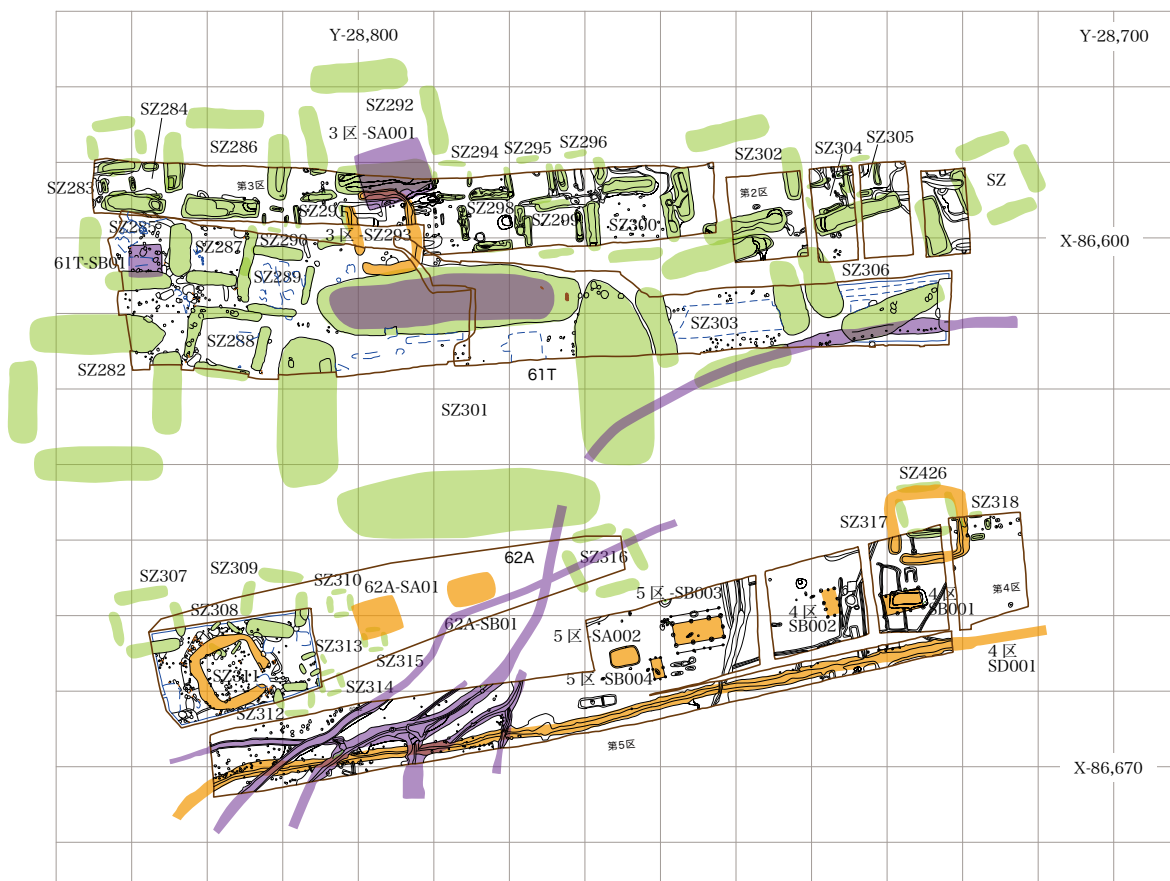 Y-28,800
Y-28,700
SZ292
SZ284
3 区 -SA001
SZ286
SZ294
SZ295
SZ296
SZ302
SZ304
SZ305
SZ283
第3区
第2区
SZ
SZ291
SZ298
SZ299
SZ300
SZ285
SZ287
SZ290
3 区 -SZ293
X-86,600
61T-SB01
SZ289
SZ306
SZ303
SZ288
SZ282
61T
SZ301
SZ426
SZ318
SZ317
62A
SZ316
SZ307
SZ309
SZ310
62A-SA01
5 区 -SB003
第4区
SZ308
62A-SB01
4 区
SB002
4 区
SB001
5 区 -SA002
SZ313
SZ315
4 区
SD001
SZ311
5 区 -SB004
SZ314
SZ312
第5区
X-86,670